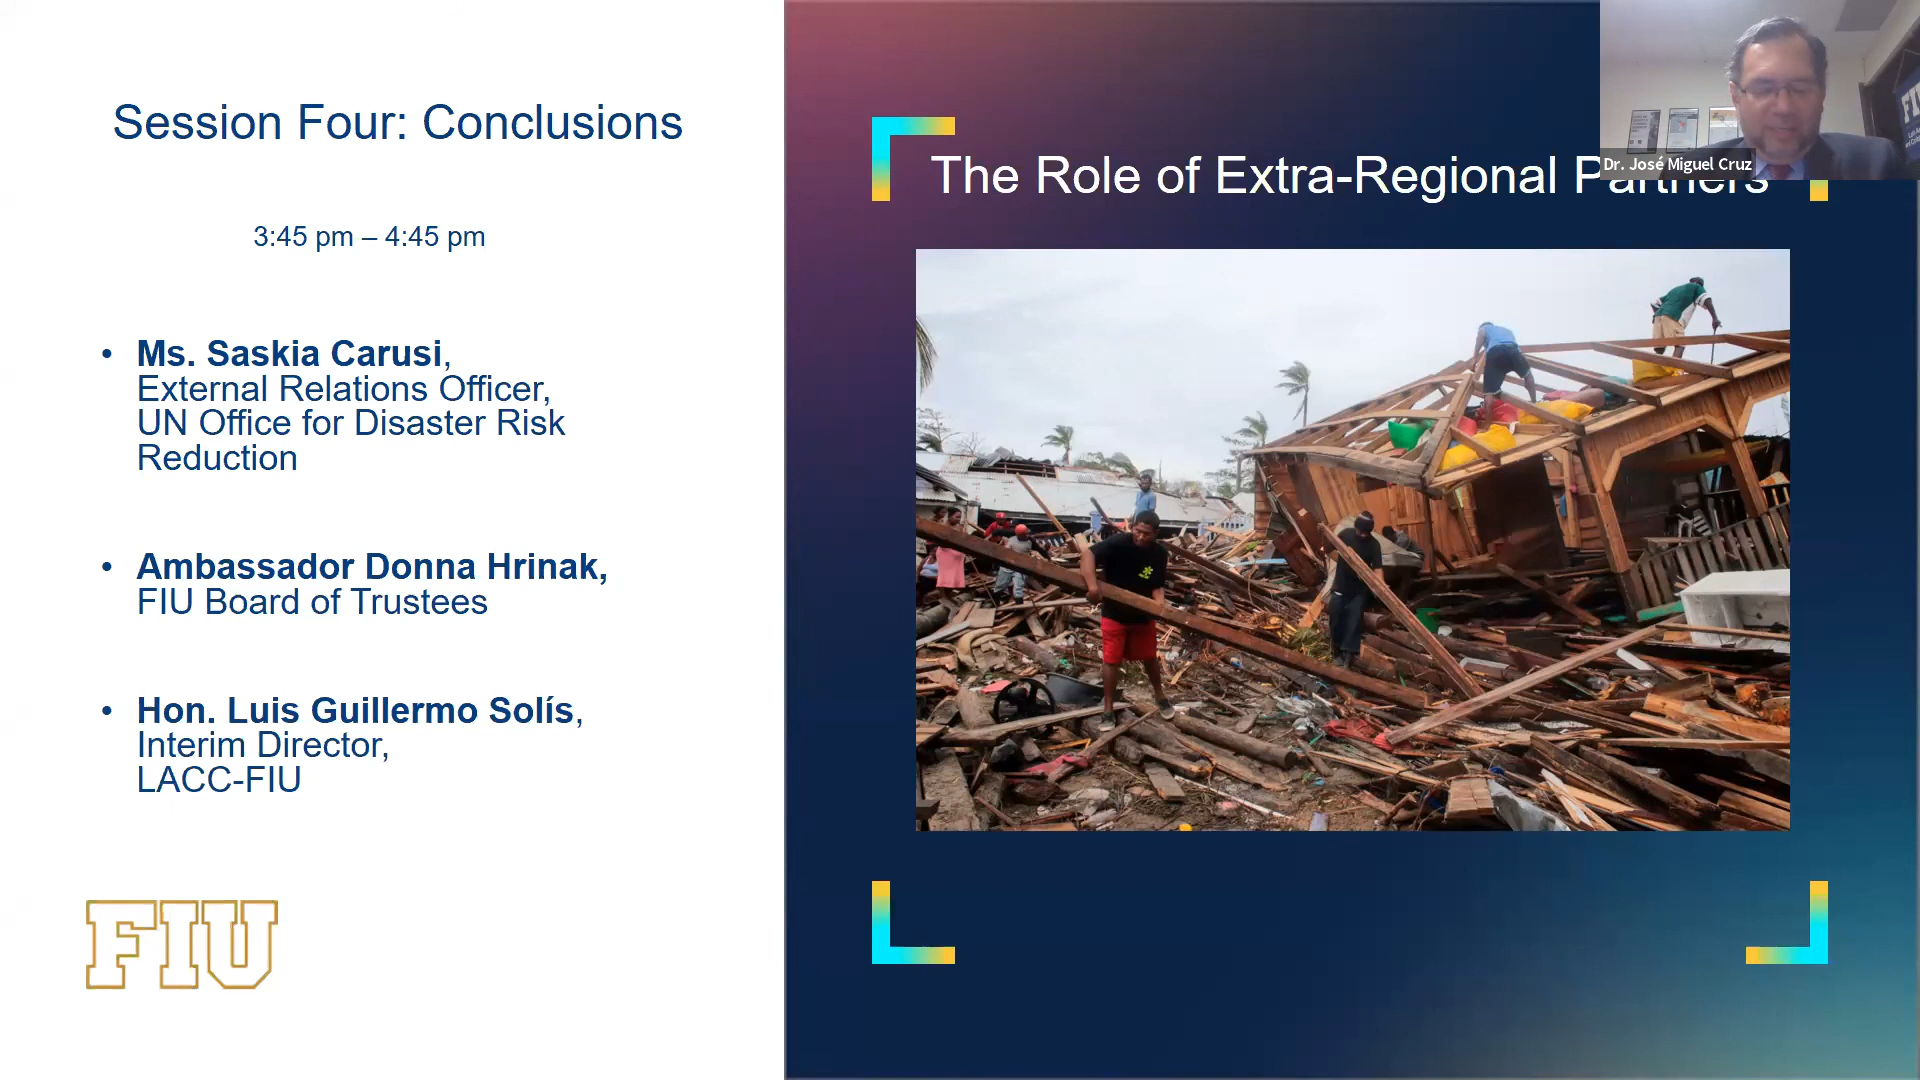 Session Four: Conclusions
3:45 pm – 4:45 pm
• Ms. Saskia Carusi,
External Relations Officer,
UN Office for Disaster Risk
Reduction
• Ambassador Donna Hrinak,
FIU Board of Trustees
• Hon. Luis Guillermo Solís,
Interim Director,
LACC-FIU
FIU
The Role of Extra-Regional Partners
Dr. José Miguel Cruz